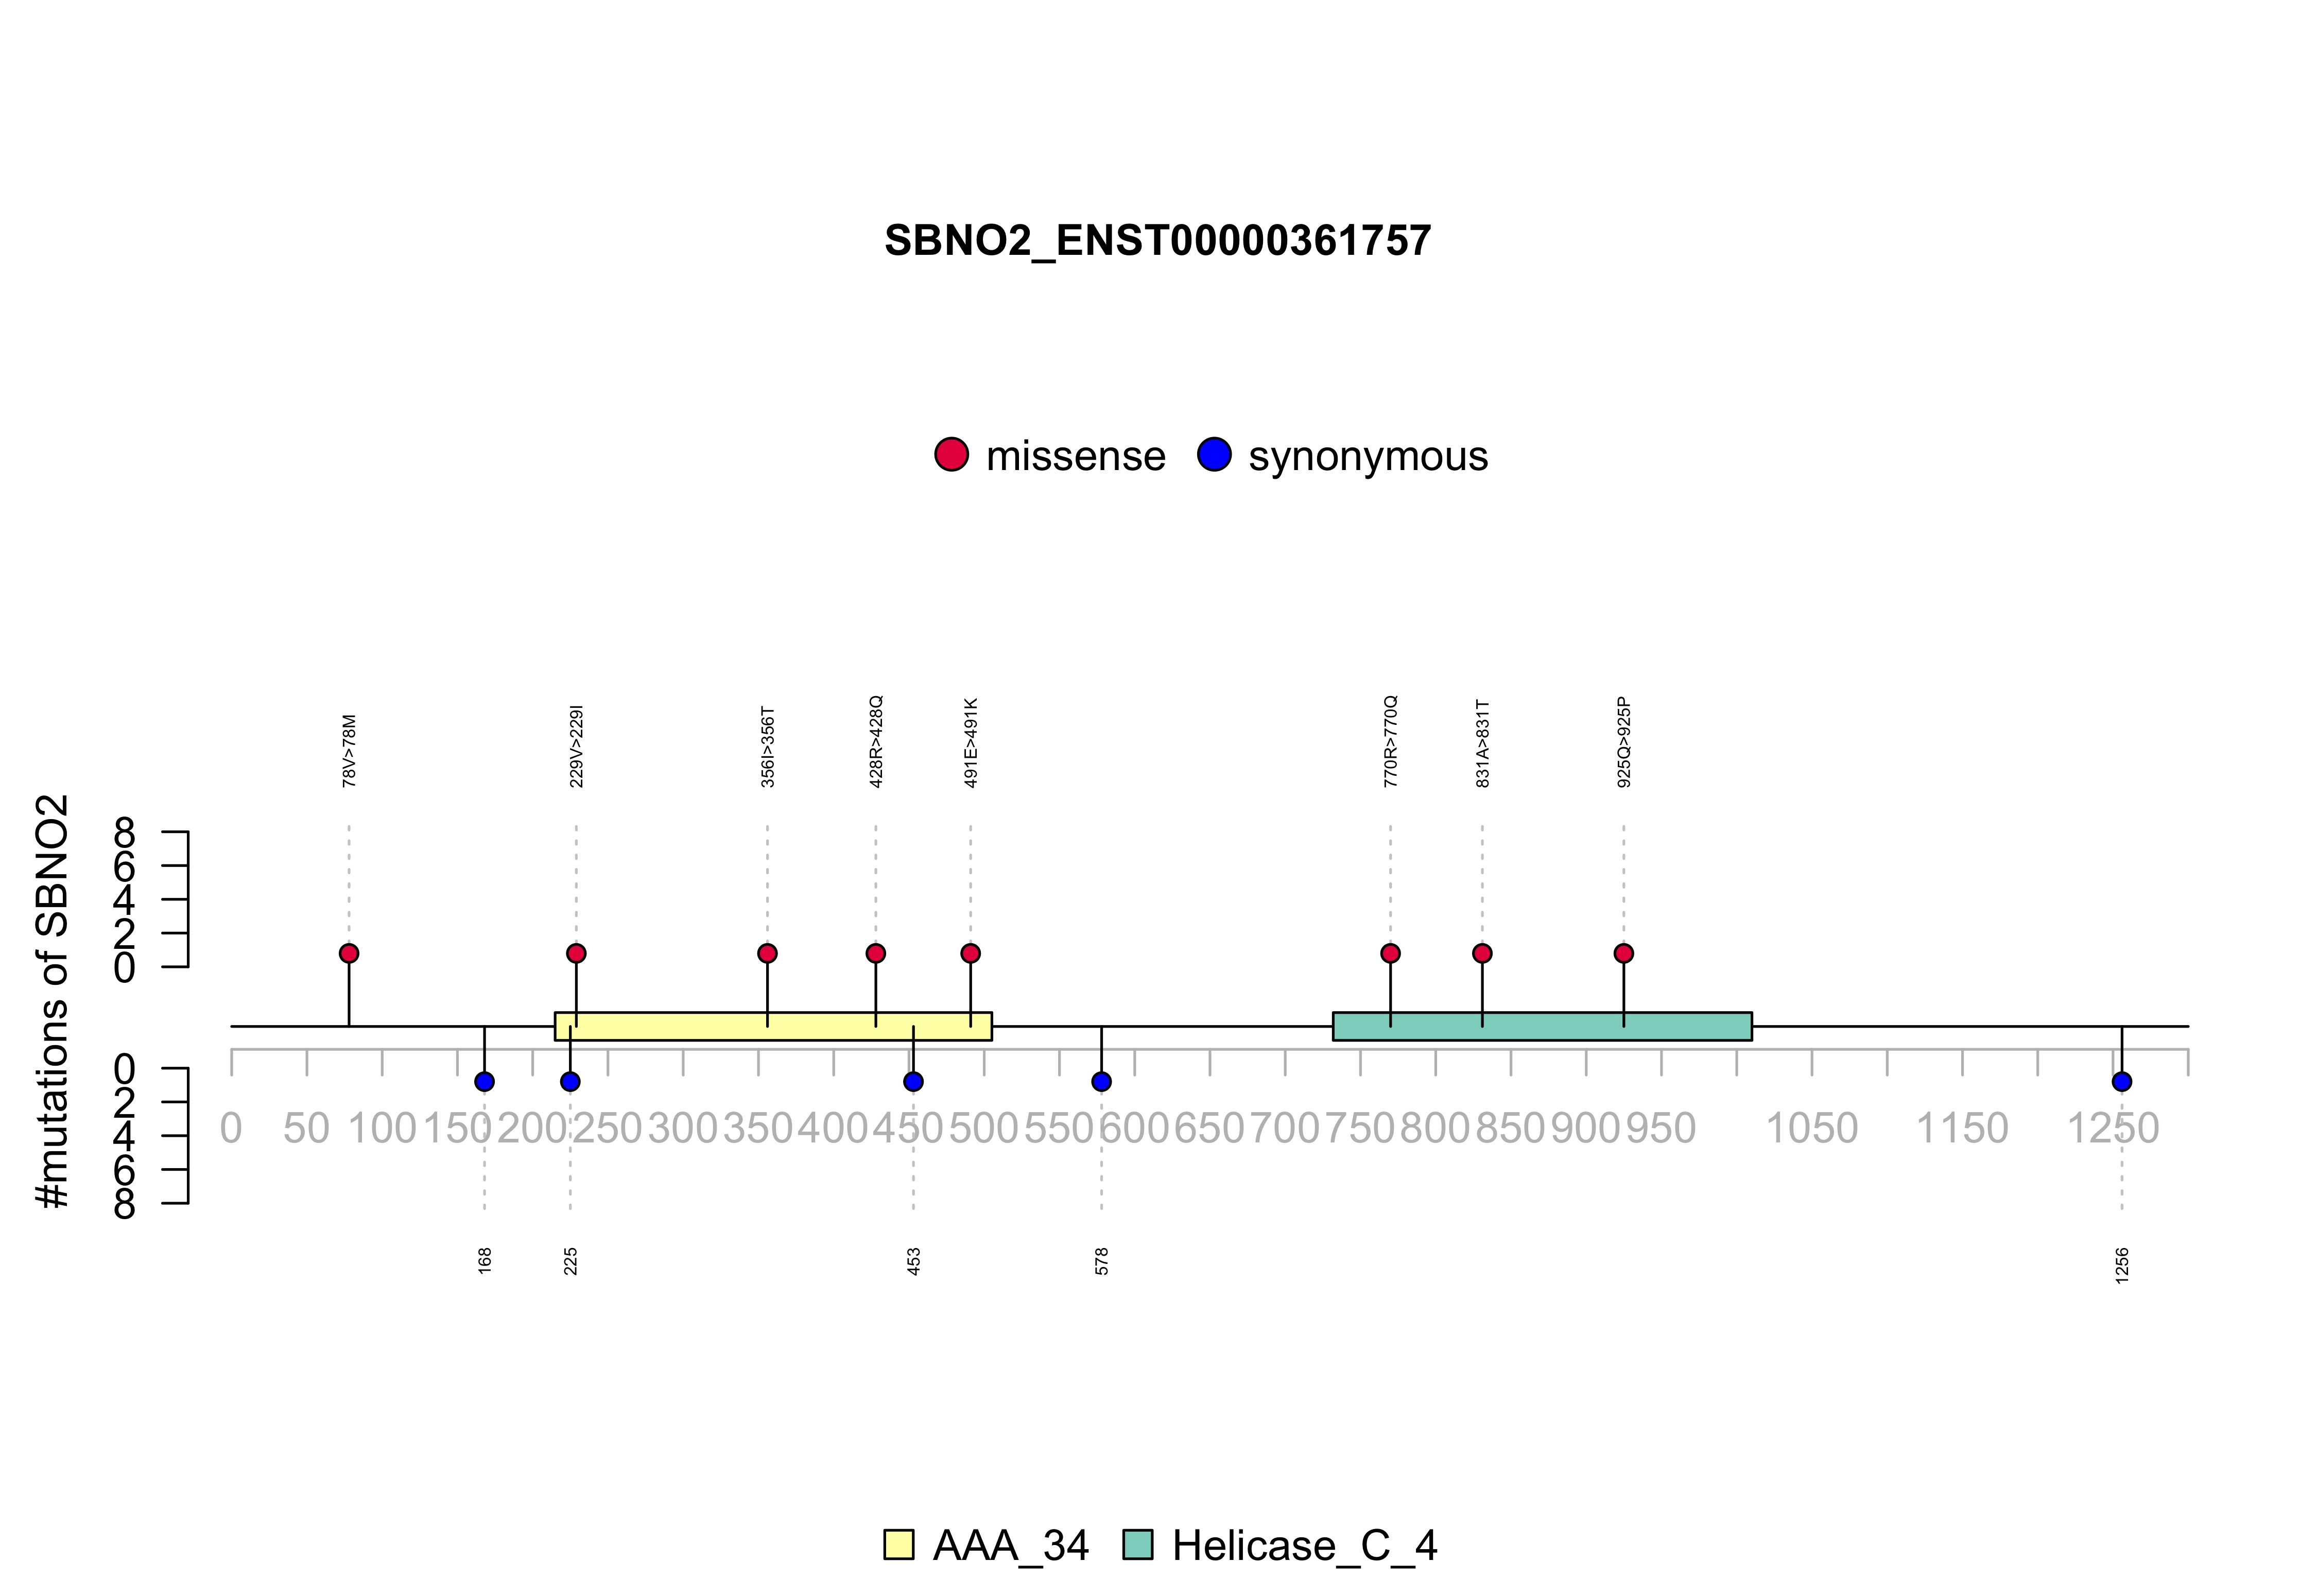 SBNO2_ENST00000361757
missense synonymous
78V>78M 229V>229I 356I>356T 428R>428Q 491E>491K 770R>770Q 831A>831T 925Q>925P
#mutations of SBNO2
8
6
4
2
0
0
2
4
6
8
0 50 100 150 200 250 300 350 400 450 500 550 600 650 700 750 800 850 900 950 1050 1150 1250
168 225 453 578 1256
AAA_34 Helicase_C_4